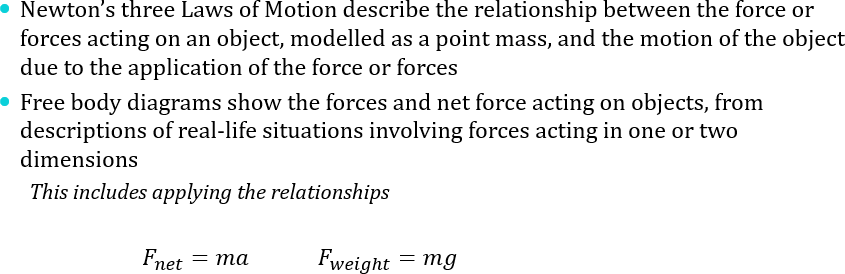 • Newton’s three Laws of Motion describe the relationship between the force or
forces acting on an object, modelled as a point mass, and the motion of the object
due to the application of the force or forces
• Free body diagrams show the forces and net force acting on objects, from
descriptions of real-life situations involving forces acting in one or two
dimensions
This includes applying the relationships
F_{net} = ma F_{weight} = mg